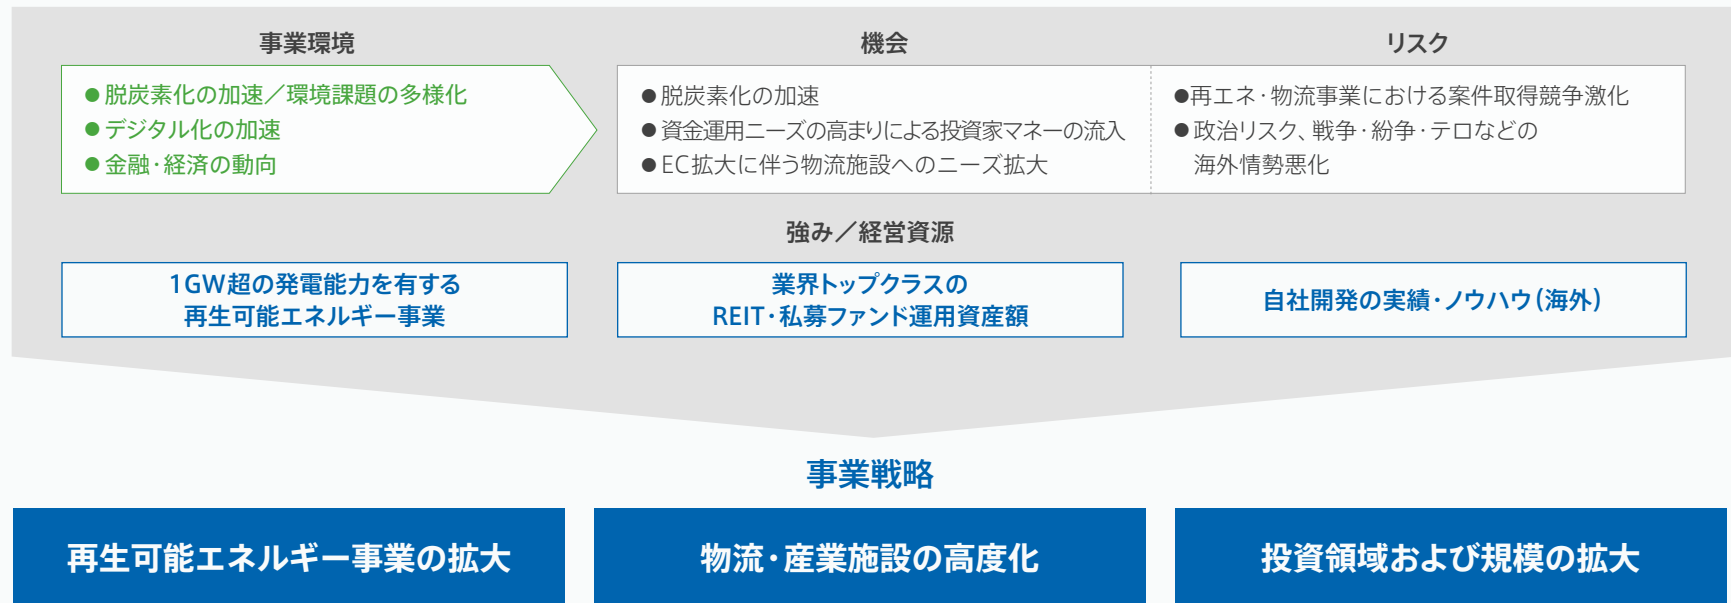 事業環境
●脱炭素化の加速／環境課題の多様化
●デジタル化の加速
●金融・経済の動向
機会
●脱炭素化の加速
●資金運用ニーズの高まりによる投資家マネーの流入
●EC拡大に伴う物流施設へのニーズ拡大
リスク
●再エネ・物流事業における案件取得競争激化
●政治リスク、戦争・紛争・テロなどの
海外情勢悪化
強み／経営資源
1GW超の発電能力を有する
再生可能エネルギー事業
業界トップクラスの
REIT・私募ファンド運用資産額
自社開発の実績・ノウハウ(海外)
事業戦略
再生可能エネルギー事業の拡大
物流・産業施設の高度化
投資領域および規模の拡大